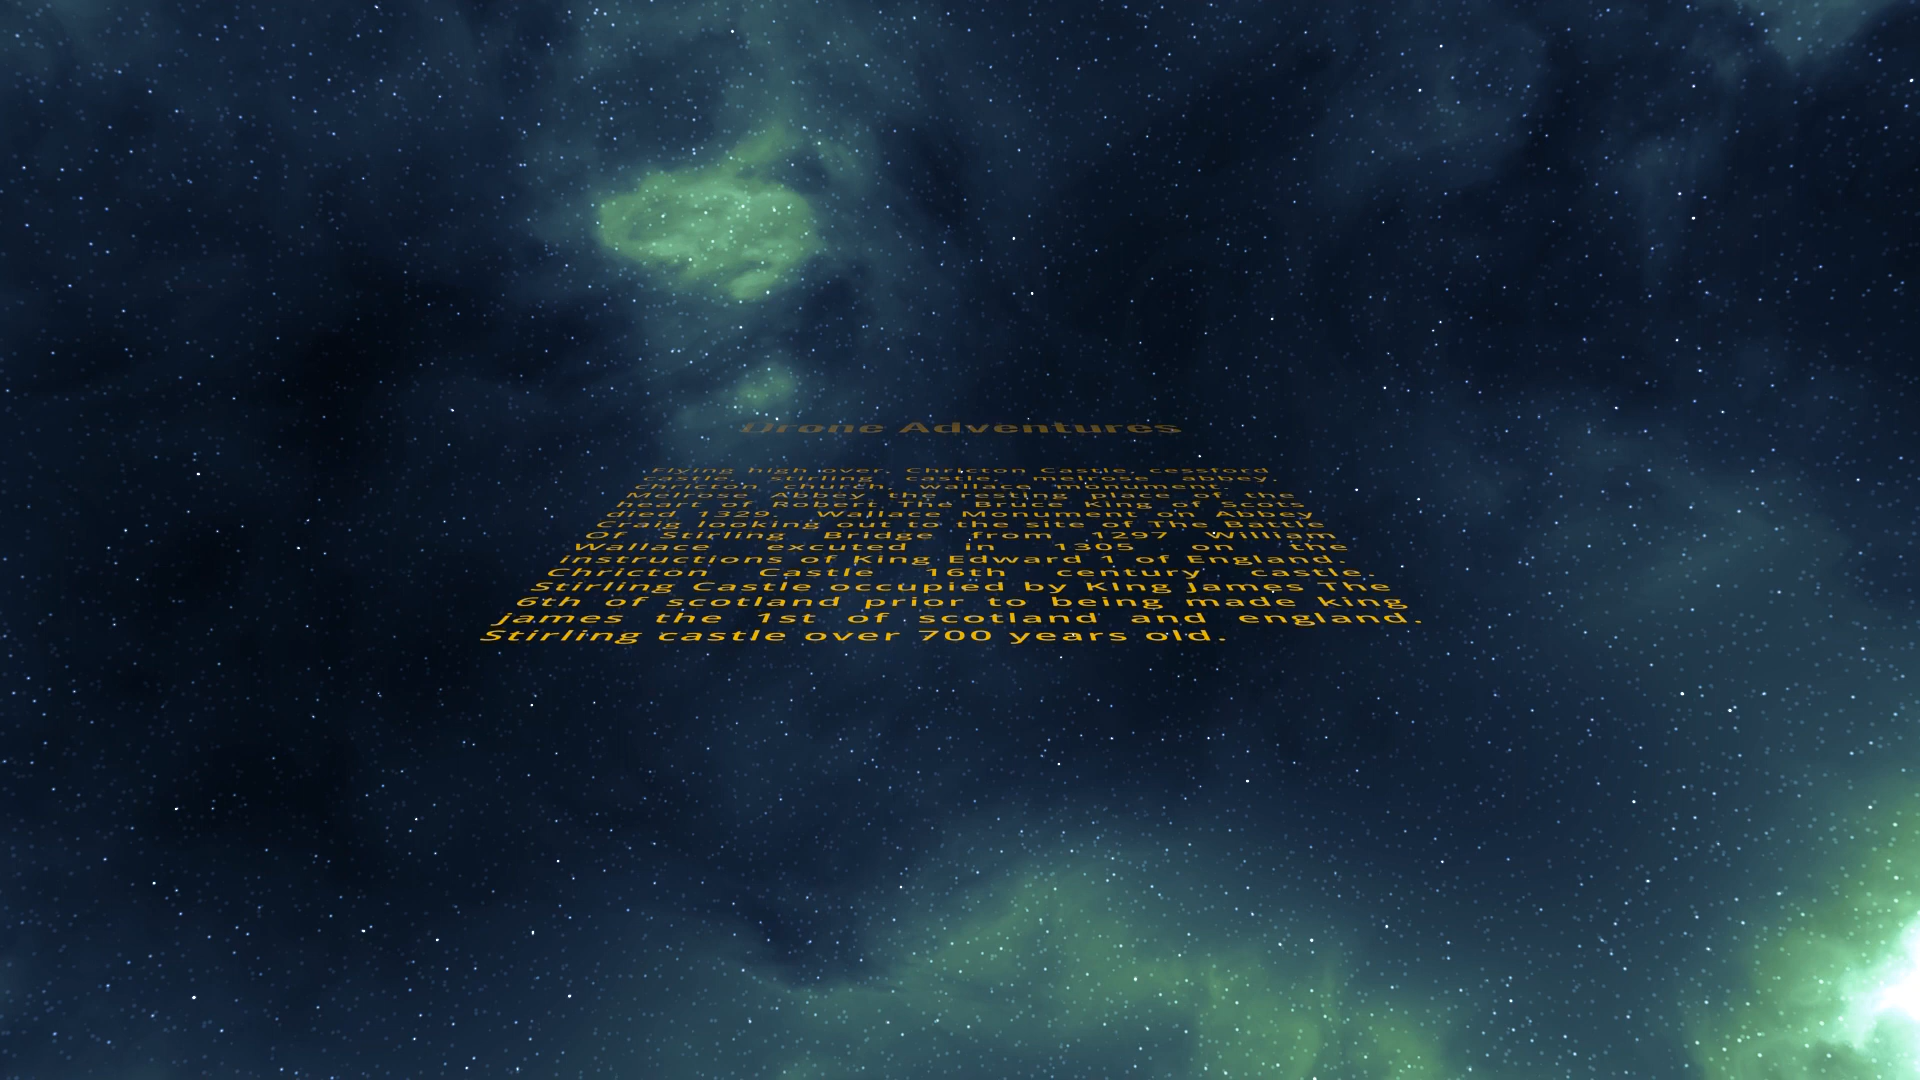 Drone Adventures
Flying high over, Chricton Castle, cessford
castle, stirling castle, melrose abbey.
Chricton church, wallace monument.
Melrose Abbey the resting place of the
heart of Robert The Bruce King of Scots
died 1329. Wallace Monument on Abbey
Craig looking out to the site of The Battle
Of Stirling Bridge from 1297 William
Wallace excuted in 1305 on the
instructions of King Edward 1 of England.
Chricton Castle 16th century castle.
Stirling Castle occupied by KIng James The
6th of scotland prior to being made king
james the 1st of scotland and england.
Stirling castle over 700 years old.